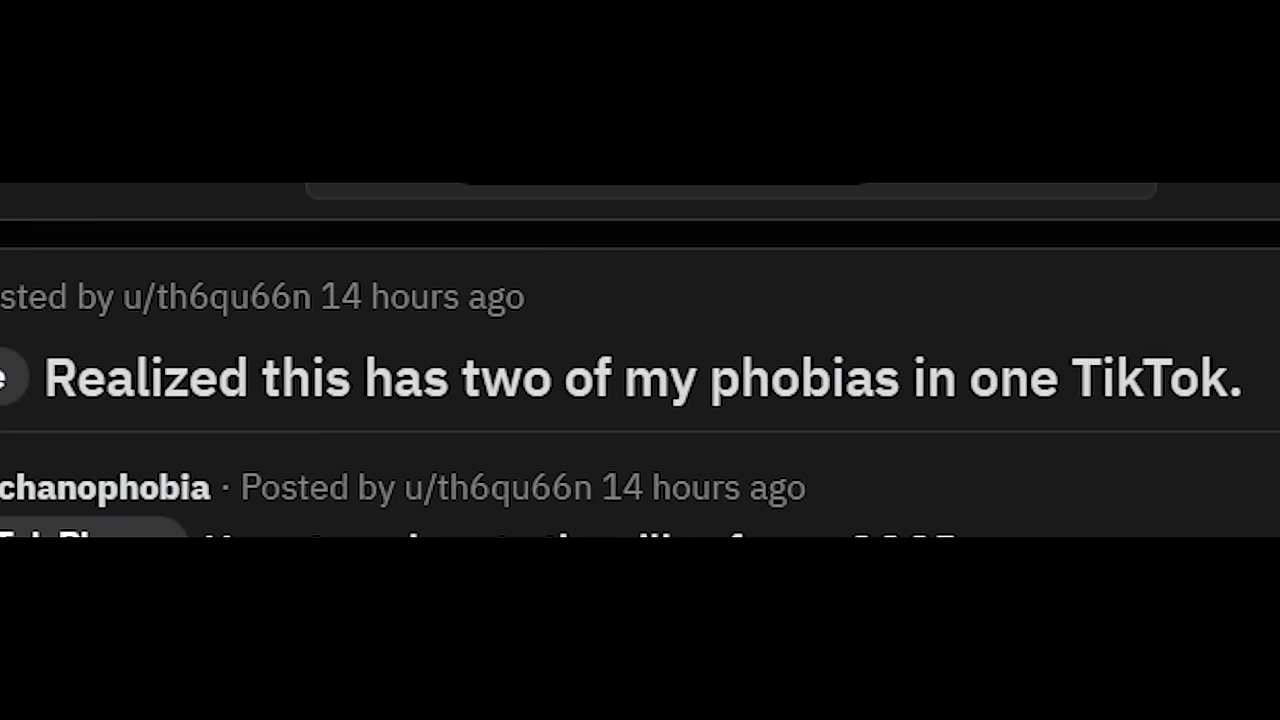 sted by u/th6qu66n 14 hours ago
e Realized this has two of my phobias in one TikTok.
chanophobia · Posted by u/th6qu66n 14 hours ago